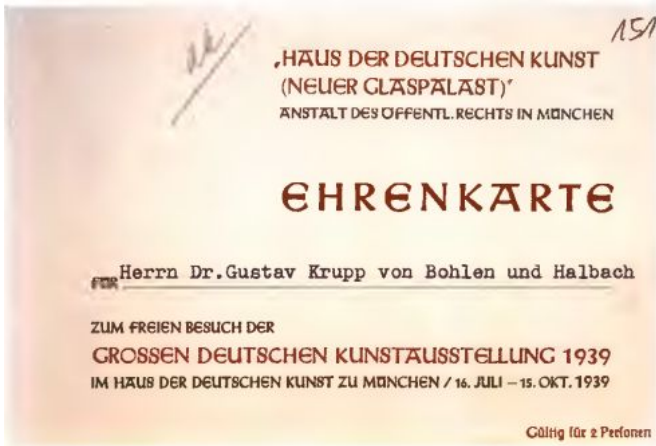 151
„HAUS DER DEUTSCHEN KUNST
(NEUER GLASPALAST)"
ANSTALT DES ÖFFENTL. RECHTS IN MÜNCHEN
EHRENKARTE
FÜR Herrn Dr.Gustav Krupp von Bohlen und Halbach
ZUM FREIEN BESUCH DER
GROSSEN DEUTSCHEN KUNSTAUSSTELLUNG 1939
IM HAUS DER DEUTSCHEN KUNST ZU MÜNCHEN / 16. JULI – 15. OKT. 1939
Gültig für 2 Personen